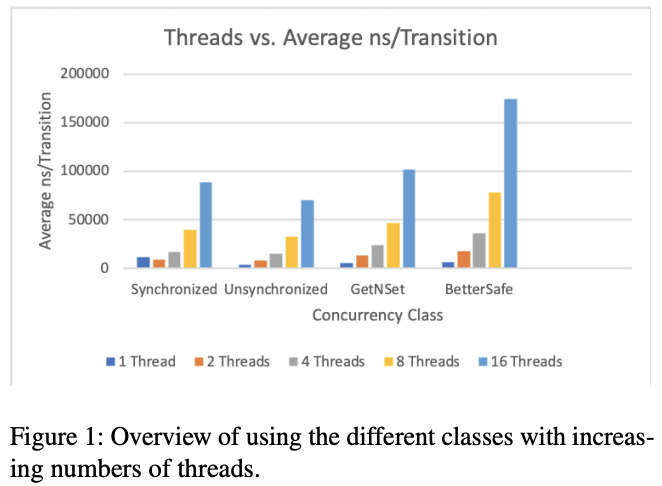 Threads vs. Average ns/Transition
Average ns/Transition
200000
150000
100000
50000
0
Synchronized Unsynchronized GetNSet BetterSafe
Concurrency Class
1 Thread 2 Threads 4 Threads 8 Threads 16 Threads
Figure 1: Overview of using the different classes with increas-
ing numbers of threads.